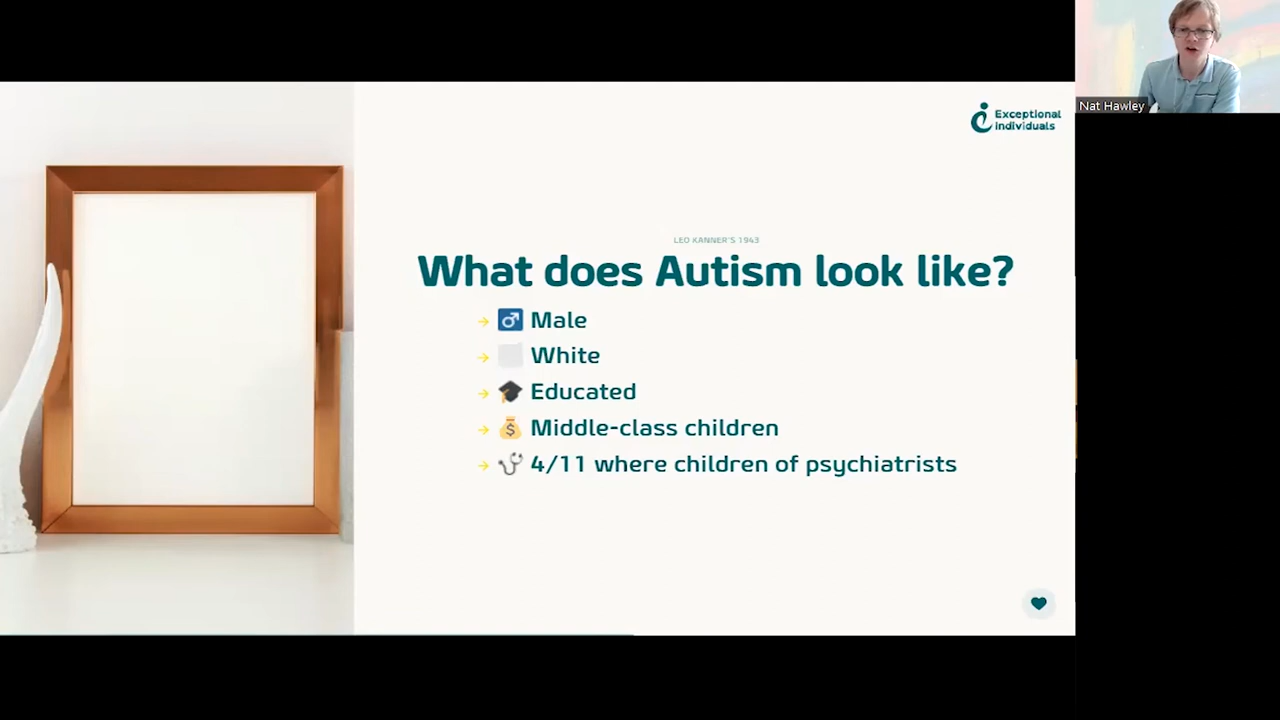 Exceptional
Individuals
Nat Hawley
LEO KANNER'S 1943
What does Autism look like?
Male
White
Educated
Middle-class children
4/11 where children of psychiatrists